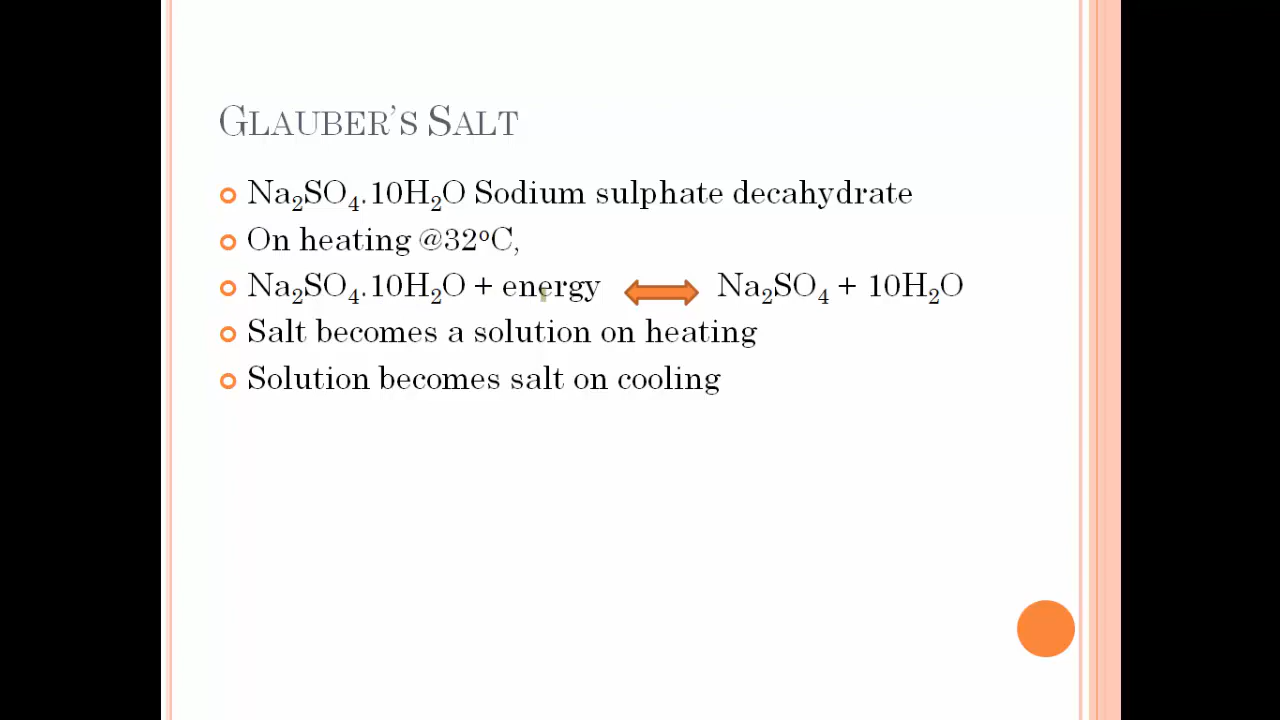 GLAUBER'S SALT
Na₂SO₄.10H₂O Sodium sulphate decahydrate
On heating @32ºC,
Na₂SO₄.10H₂O + energy ⟺ Na₂SO₄ + 10H₂O
Salt becomes a solution on heating
Solution becomes salt on cooling